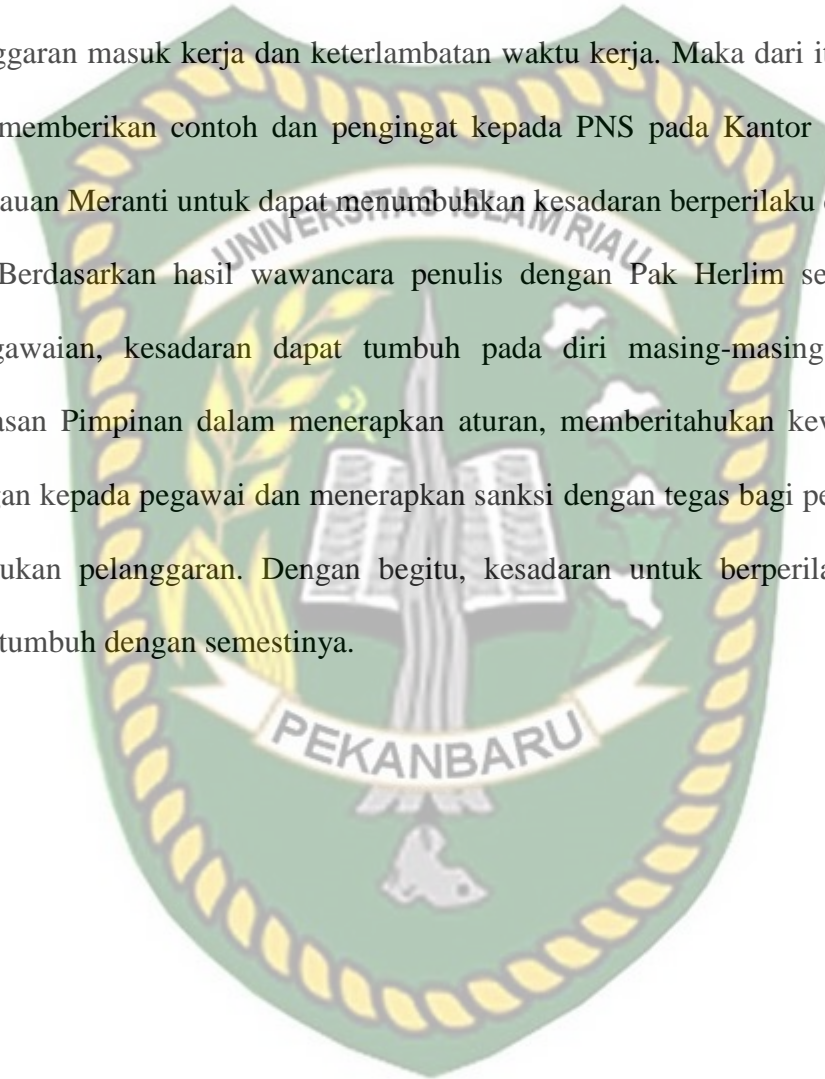 ggaran masuk kerja dan keterlambatan waktu kerja. Maka dari it
memberikan contoh dan pengingat kepada PNS pada Kantor
auan Meranti untuk dapat menumbuhkan kesadaran berperilaku
UNIVERSITAS ISLAM RIAU
Berdasarkan hasil wawancara penulis dengan Pak Herlim se
gawaian, kesadaran dapat tumbuh pada diri masing-masing
asan Pimpinan dalam menerapkan aturan, memberitahukan kew
gan kepada pegawai dan menerapkan sanksi dengan tegas bagi pe
ukan pelanggaran. Dengan begitu, kesadaran untuk berperila
tumbuh dengan semestinya.
PEKANBARU